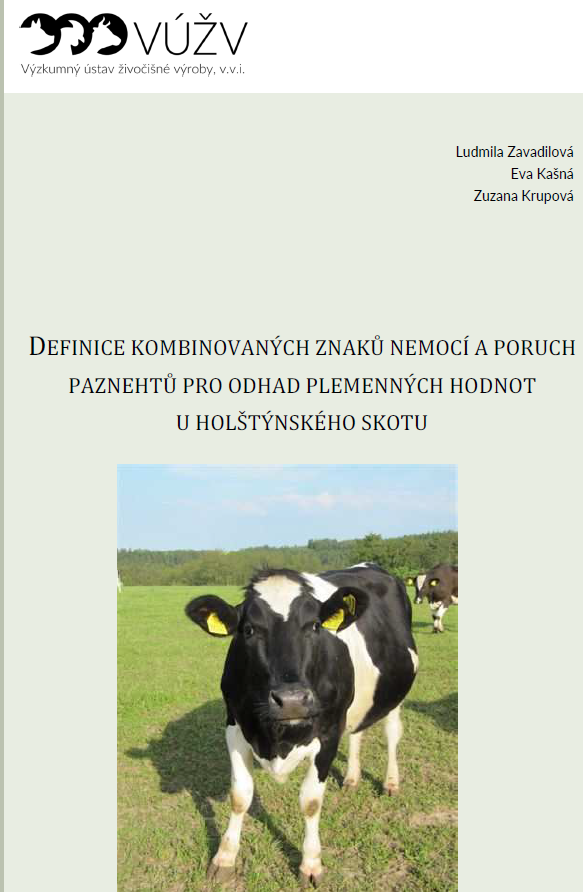 VÚŽV
Výzkumný ústav živočišné výroby, v.v.i.
Ludmila Zavadilová
Eva Kašná
Zuzana Krupová
DEFINICE KOMBINOVANÝCH ZNAKŮ NEMOCÍ A PORUCH
PAZNEHTŮ PRO ODHAD PLEMENNÝCH HODNOT
U HOLŠTÝNSKÉHO SKOTU